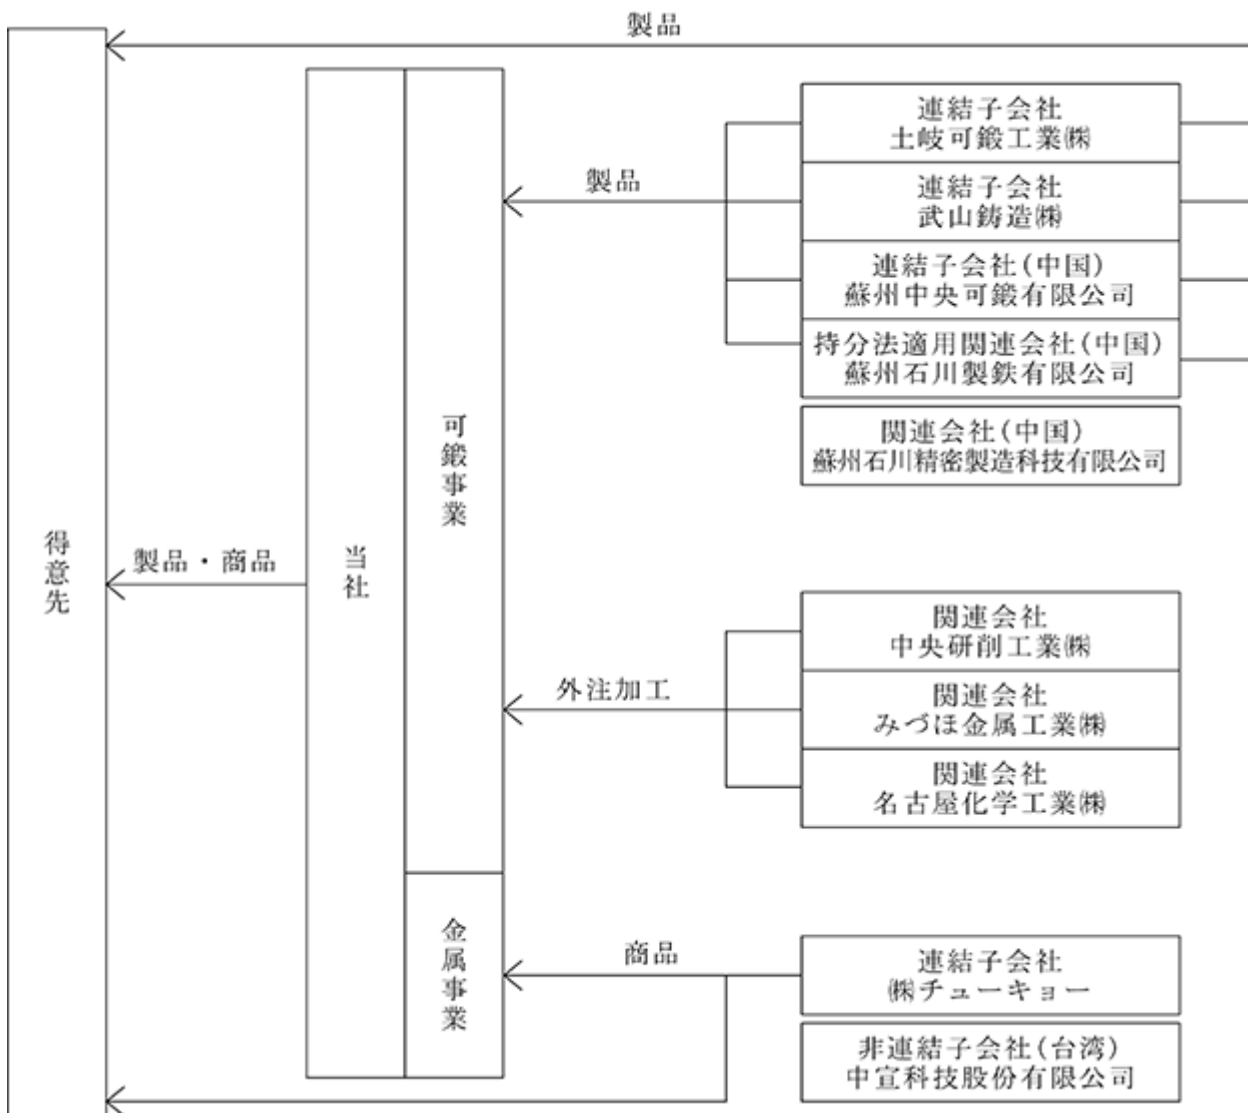 製品
連結子会社
土岐可鍛工業㈱
製品
連結子会社
武山鋳造㈱
連結子会社(中国)
蘇州中央可鍛有限公司
持分法適用関連会社(中国)
蘇州石川製鉄有限公司
関連会社(中国)
蘇州石川精密製造科技有限公司
可鍛事業
得意先
製品・商品
当社
関連会社
中央研削工業㈱
外注加工
関連会社
みづほ金属工業㈱
関連会社
名古屋化学工業㈱
金属事業
商品
連結子会社
㈱チューキョー
非連結子会社(台湾)
中宣科技股份有限公司